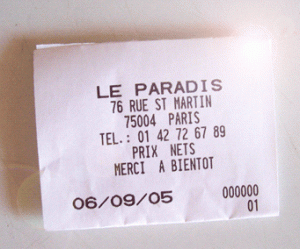 LE PARADIS
76 RUE ST MARTIN
75004 PARIS
TEL.: 01 42 72 67 89
PRIX NETS
MERCI A BIENTOT
06/09/05 000000
01